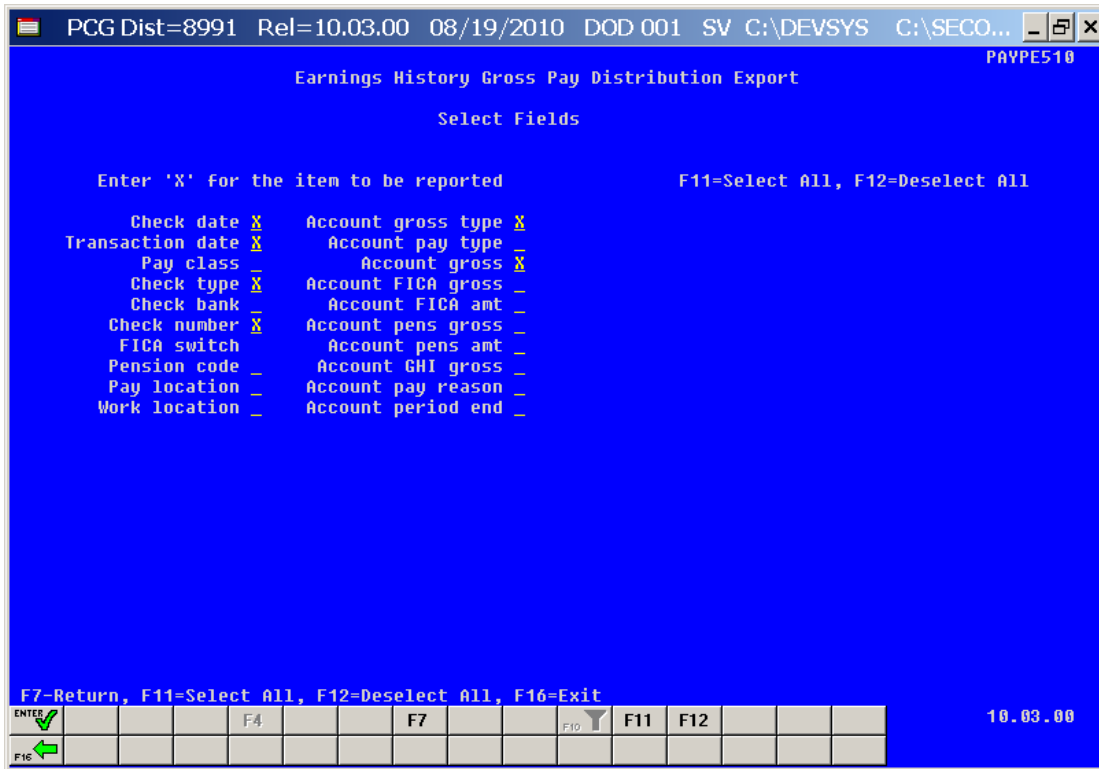 PCG Dist=8991 Rel=10.03.00 08/19/2010 DOD 001 SV C:\DEVSYS C:\SECO...
PAYPE510
Earnings History Gross Pay Distribution Export
Select Fields
Enter 'X' for the item to be reported F11=Select All, F12=Deselect All
Check date X Account gross type X
Transaction date X Account pay type _
Pay class _ Account gross X
Check type X Account FICA gross _
Check bank _ Account FICA amt _
Check number X Account pens gross _
FICA switch Account pens amt _
Pension code _ Account GHI gross _
Pay location _ Account pay reason _
Work location _ Account period end _
F7-Return, F11=Select All, F12=Deselect All, F16=Exit
ENTER F4 F7 F10 F11 F12 10.03.00
F16